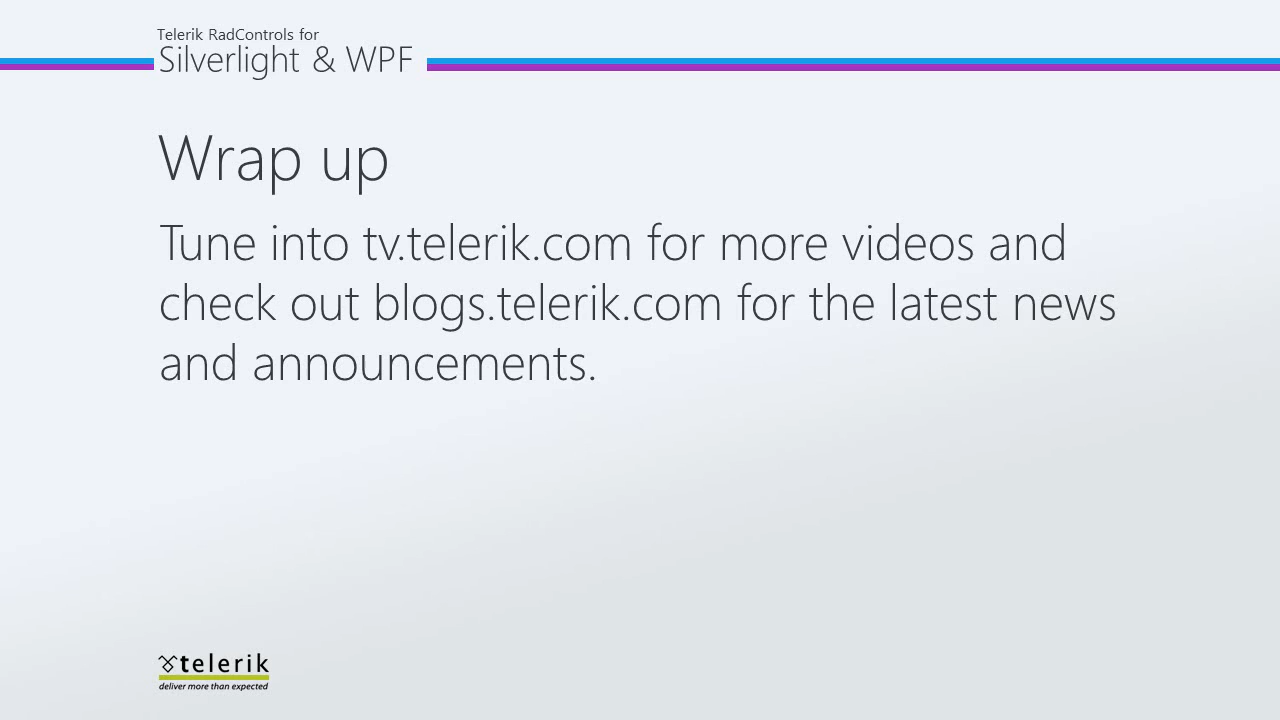 Telerik RadControls for
Silverlight & WPF
Wrap up
Tune into tv.telerik.com for more videos and
check out blogs.telerik.com for the latest news
and announcements.
telerik
deliver more than expected